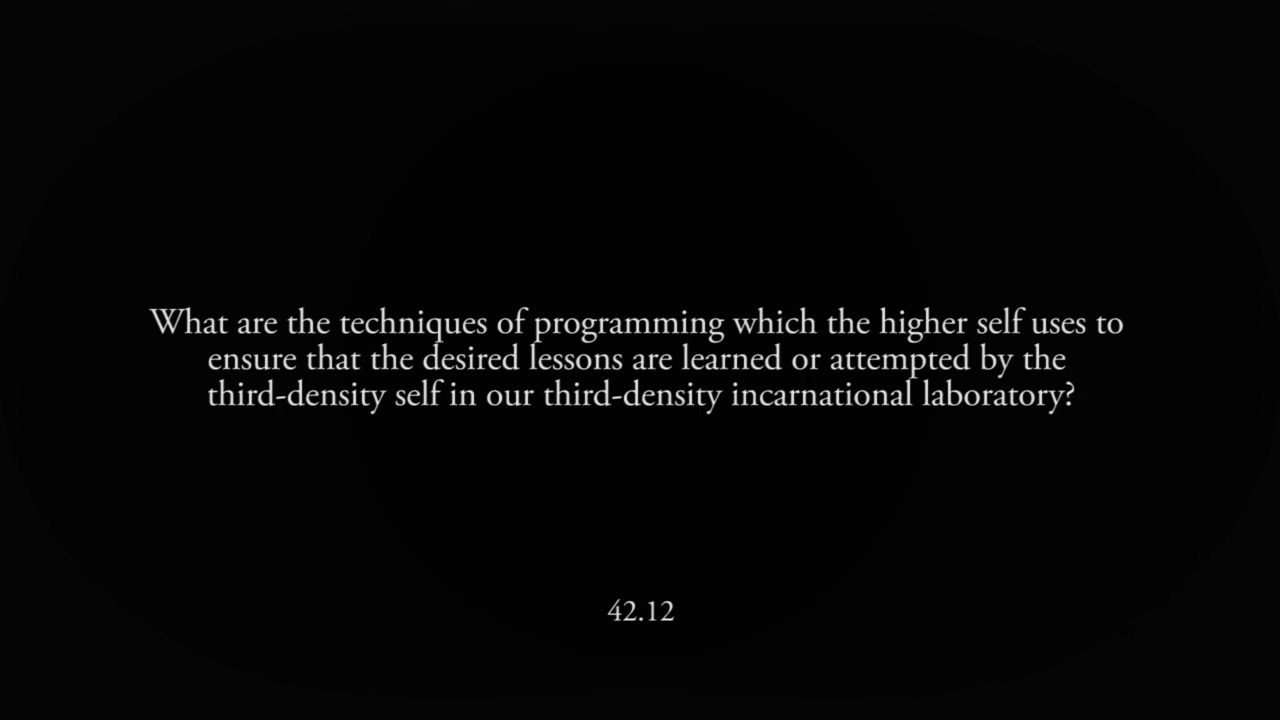 What are the techniques of programming which the higher self uses to
ensure that the desired lessons are learned or attempted by the
third-density self in our third-density incarnational laboratory?
42.12